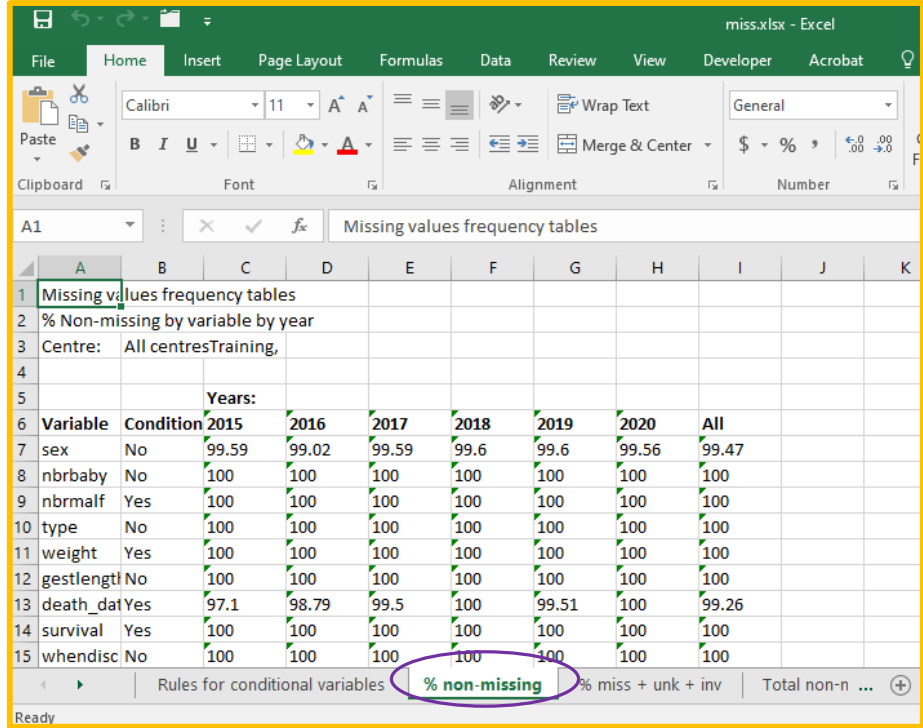 miss.xlsx - Excel
File Home Insert Page Layout Formulas Data Review View Developer Acrobat
Calibri 11 A A Wrap Text General
Paste B I U A Merge & Center $ % , .0 .00 .00 .0
Clipboard Font Alignment Number
A1 fx Missing values frequency tables
A B C D E F G H I J K
1 Missing values frequency tables
2 % Non-missing by variable by year
3 Centre: All centresTraining,
4
5 Years:
6 Variable Condition 2015 2016 2017 2018 2019 2020 All
7 sex No 99.59 99.02 99.59 99.6 99.6 99.56 99.47
8 nbrbaby No 100 100 100 100 100 100 100
9 nbrmalf Yes 100 100 100 100 100 100 100
10 type No 100 100 100 100 100 100 100
11 weight Yes 100 100 100 100 100 100 100
12 gestlength No 100 100 100 100 100 100 100
13 death_dat Yes 97.1 98.79 99.5 100 99.51 100 99.26
14 survival Yes 100 100 100 100 100 100 100
15 whendisc No 100 100 100 100 100 100 100
Rules for conditional variables % non-missing % miss + unk + inv Total non-n ...
Ready